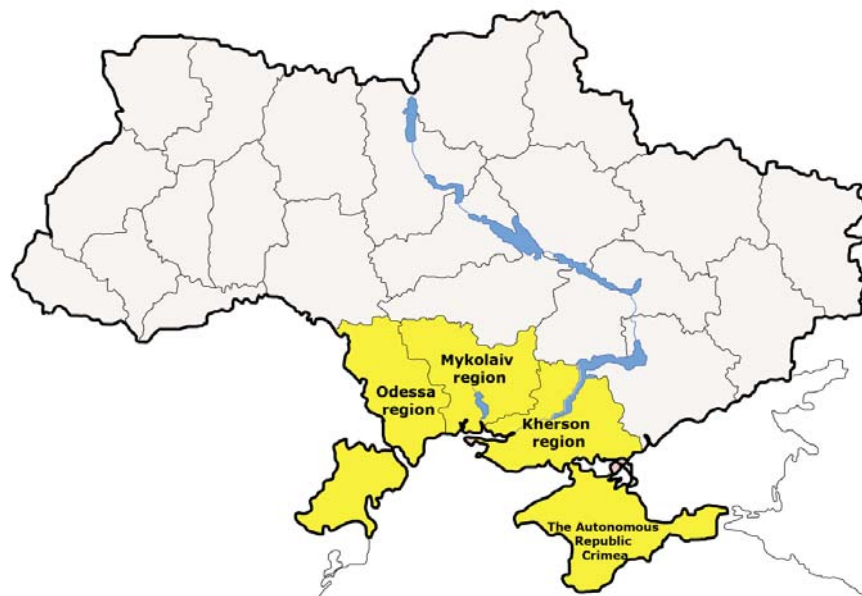 Mykolaiv
region
Odessa
region
Kherson
region
The Autonomous
Republic
Crimea